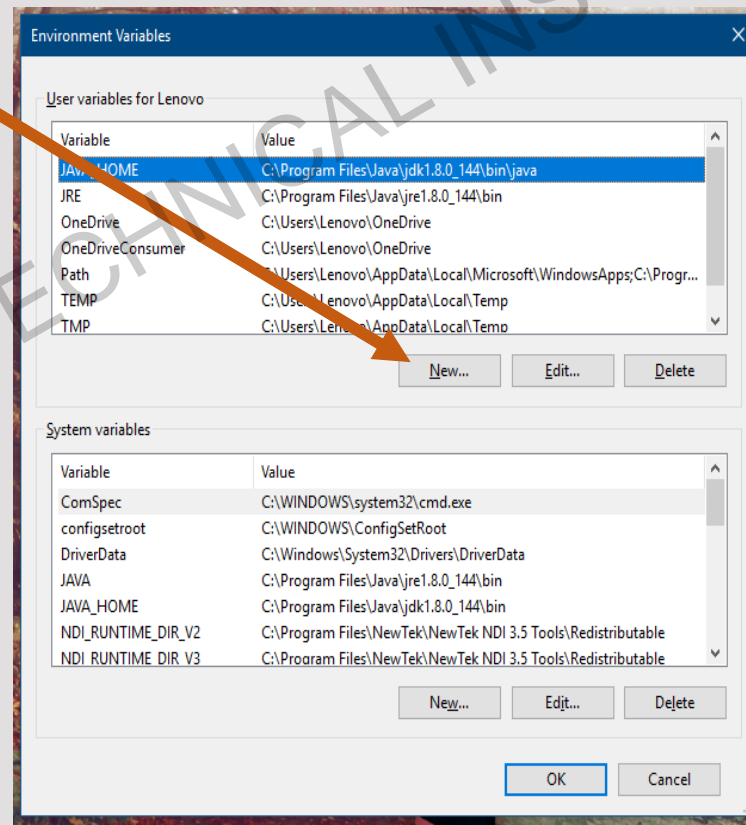 TECHNICAL INS
Environment Variables
User variables for Lenovo
Variable Value
JAVA_HOME C:\Program Files\Java\jdk1.8.0_144\bin\java
JRE C:\Program Files\Java\jre1.8.0_144\bin
OneDrive C:\Users\Lenovo\OneDrive
OneDriveConsumer C:\Users\Lenovo\OneDrive
Path C:\Users\Lenovo\AppData\Local\Microsoft\WindowsApps;C:\Progr...
TEMP C:\Users\Lenovo\AppData\Local\Temp
TMP C:\Users\Lenovo\AppData\Local\Temp
New... Edit... Delete
System variables
Variable Value
ComSpec C:\WINDOWS\system32\cmd.exe
configsetroot C:\WINDOWS\ConfigSetRoot
DriverData C:\Windows\System32\Drivers\DriverData
JAVA C:\Program Files\Java\jre1.8.0_144\bin
JAVA_HOME C:\Program Files\Java\jdk1.8.0_144\bin
NDI_RUNTIME_DIR_V2 C:\Program Files\NewTek\NewTek NDI 3.5 Tools\Redistributable
NDI_RUNTIME_DIR_V3 C:\Program Files\NewTek\NewTek NDI 3.5 Tools\Redistributable
New... Edit... Delete
OK Cancel